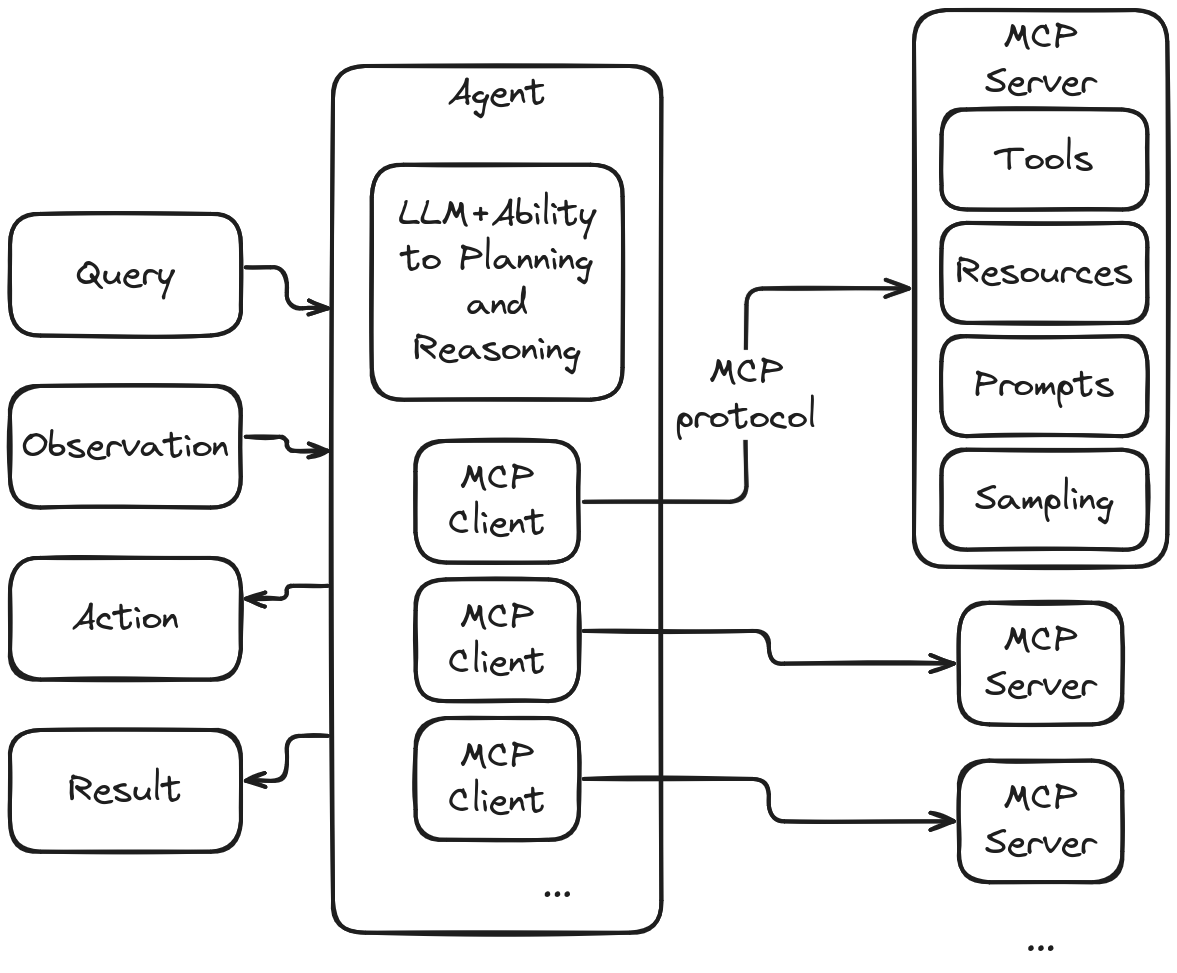 Query
Observation
Action
Result
Agent
LLM+Ability
to Planning
and
Reasoning
MCP
Client
MCP
Client
MCP
Client
...
MCP
protocol
MCP
Server
Tools
Resources
Prompts
Sampling
MCP
Server
MCP
Server
...